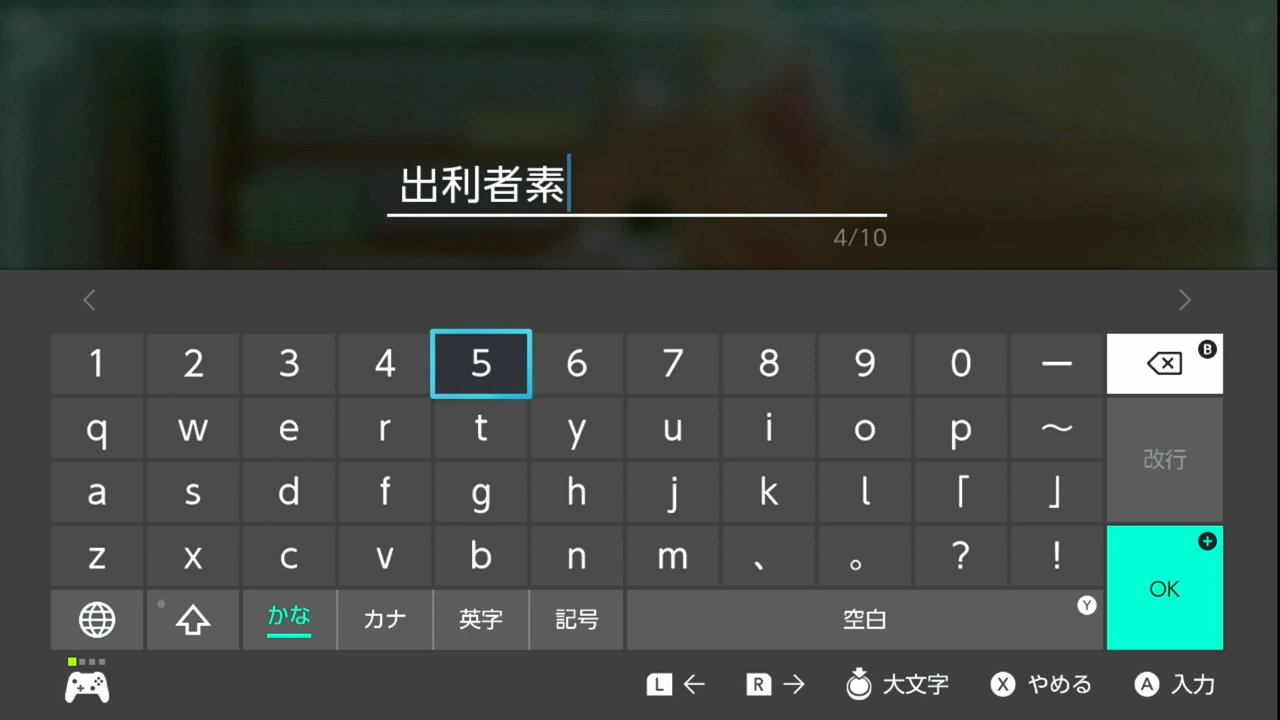 出利者素
4/10
1 2 3 4 5 6 7 8 9 0 ー B
q w e r t y u i o p ～ 改行
a s d f g h j k l 「 」
z x c v b n m 、 。 ? ! OK
かな カナ 英字 記号 空白 Y
L ← R → 大文字 X やめる A 入力